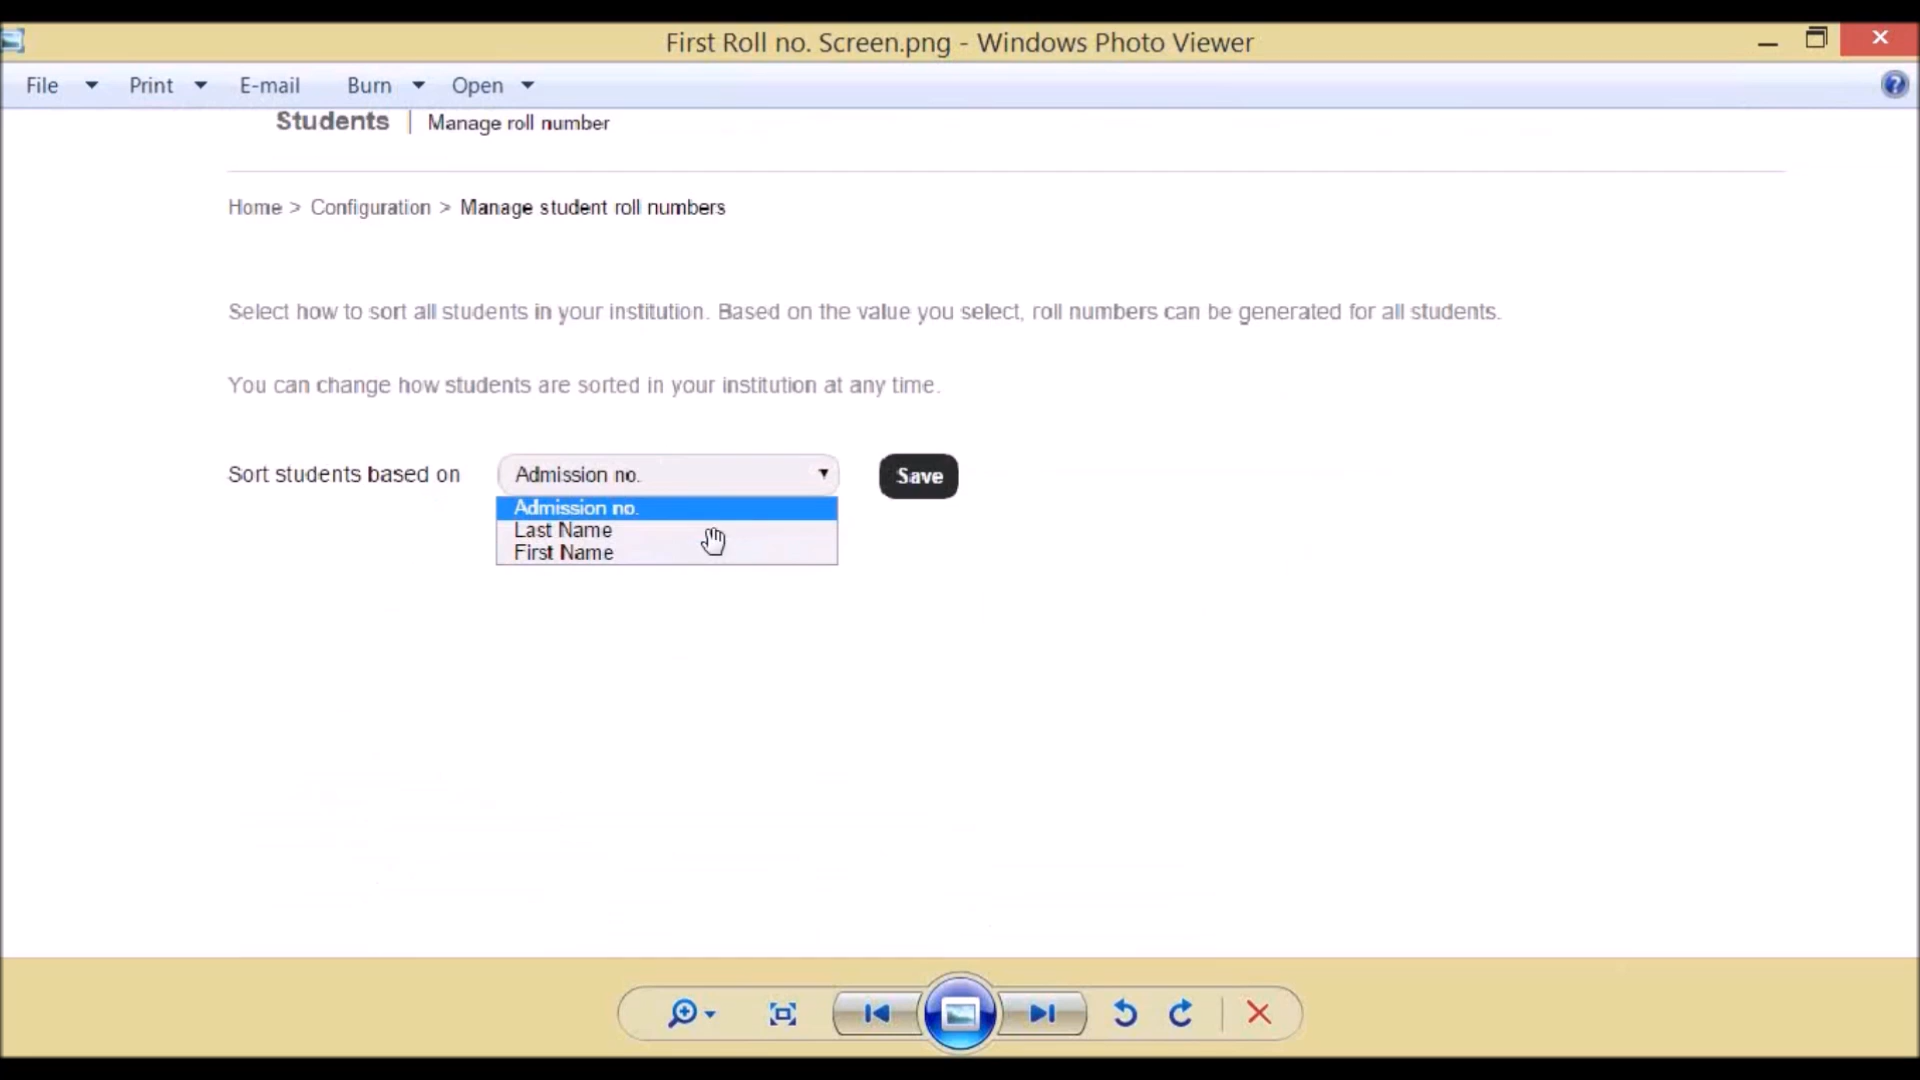 First Roll no. Screen.png - Windows Photo Viewer
File Print E-mail Burn Open
Students | Manage roll number
Home > Configuration > Manage student roll numbers
Select how to sort all students in your institution. Based on the value you select, roll numbers can be generated for all students.
You can change how students are sorted in your institution at any time.
Sort students based on Admission no. Save
Admission no.
Last Name
First Name